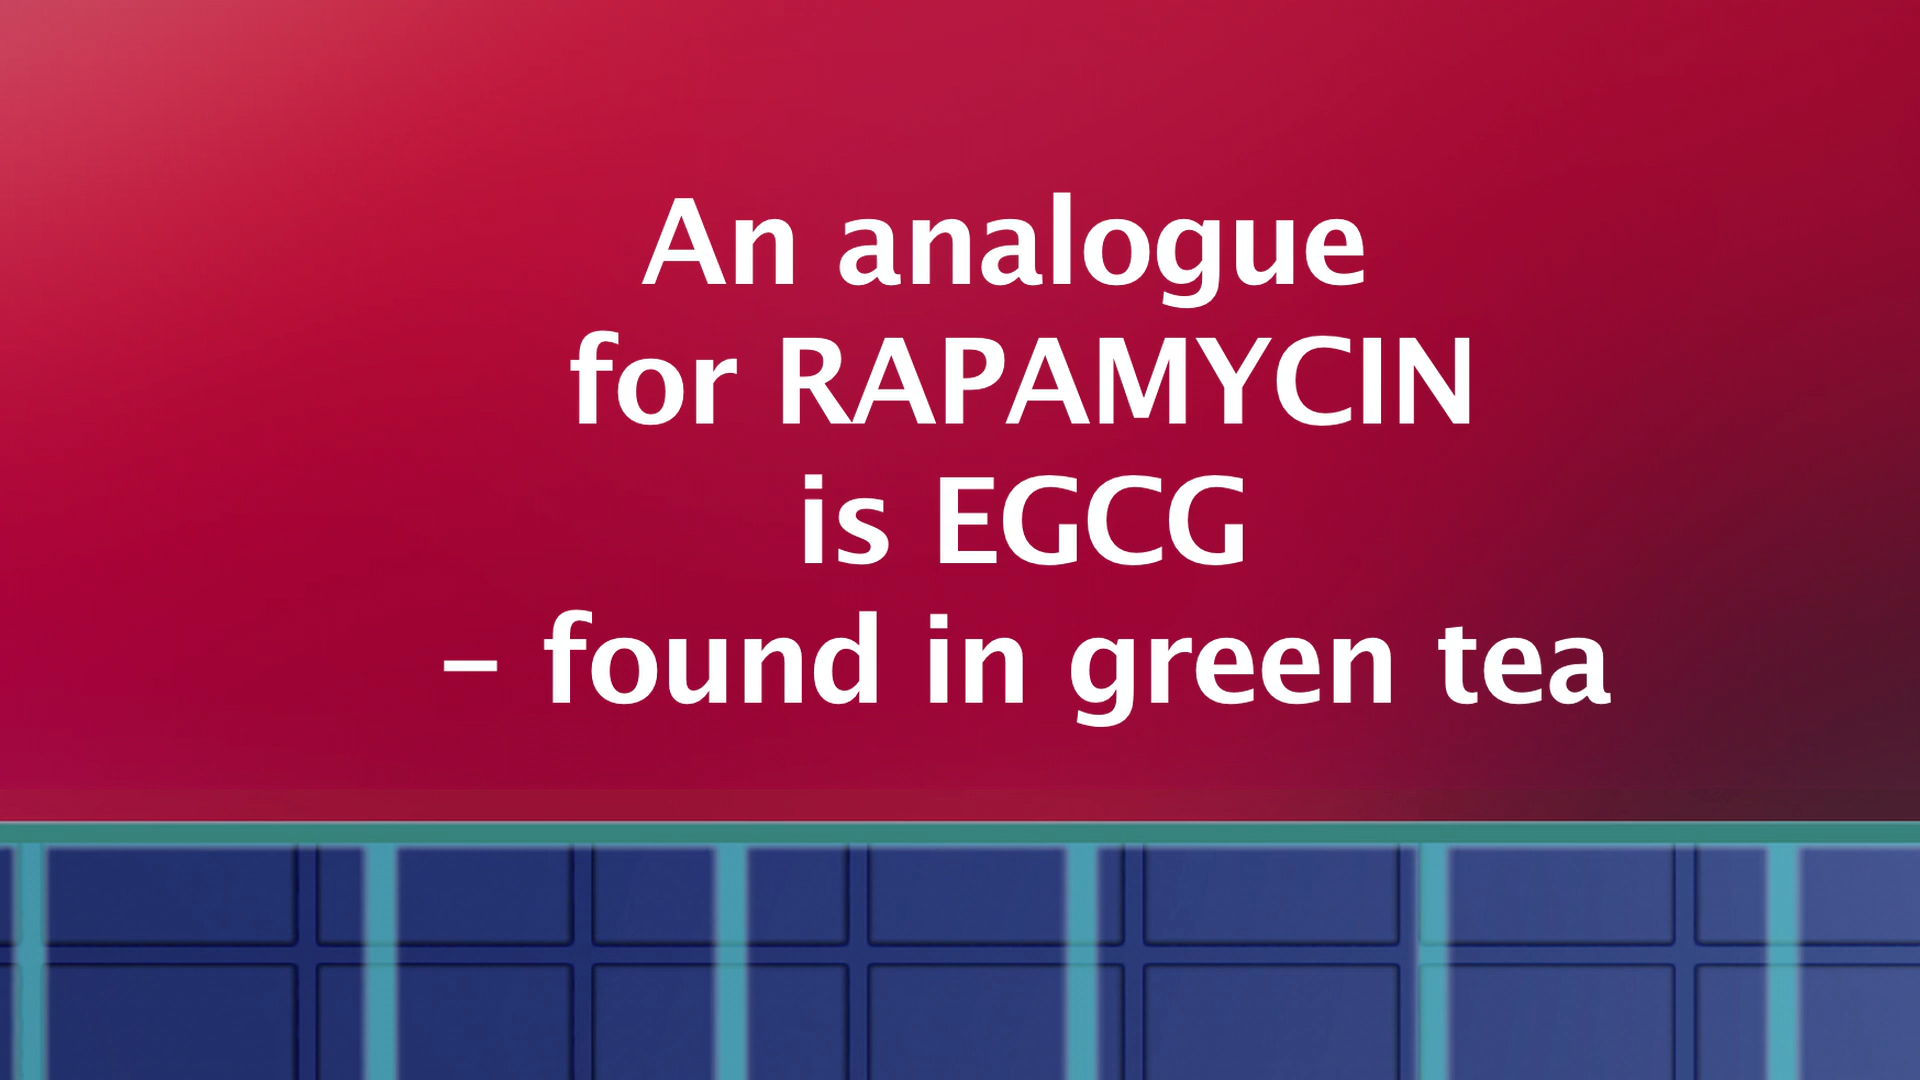 An analogue
for RAPAMYCIN
is EGCG
– found in green tea